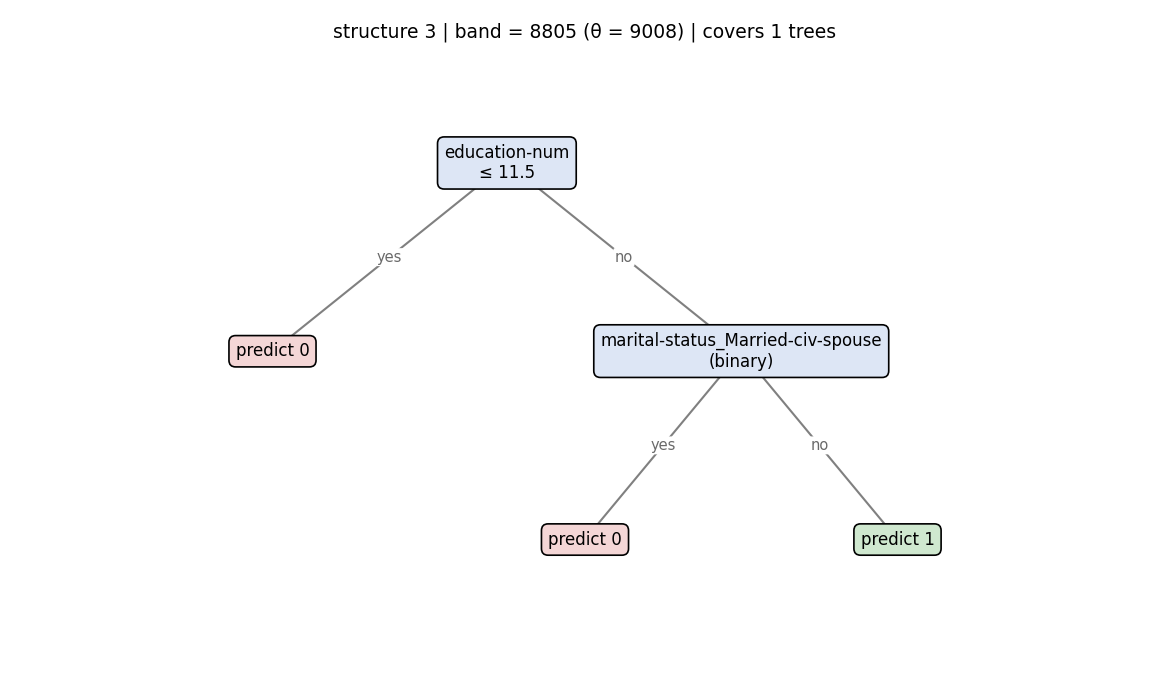 structure 3 | band = 8805 (θ = 9008) | covers 1 trees
education-num
≤ 11.5
yes
no
predict 0
marital-status_Married-civ-spouse
(binary)
yes
no
predict 0
predict 1